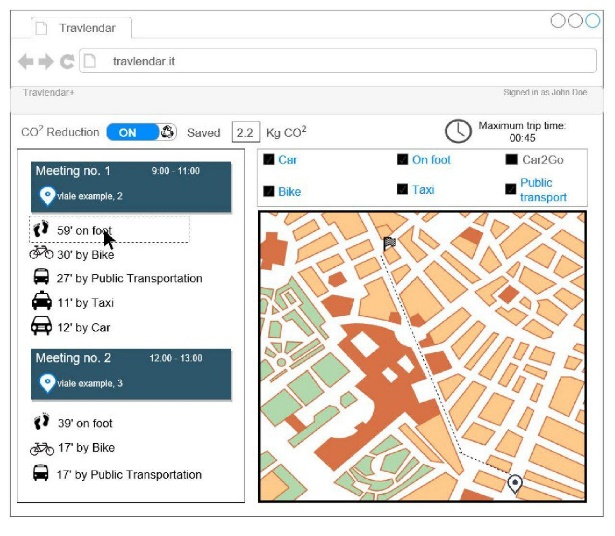 Travlendar
travlendar.it
Travlendar+
Signed in as John Doe
CO2 Reduction ON Saved 2.2 Kg CO2
Maximum trip time:
00:45
Meeting no. 1 9:00 - 11:00
viale example, 2
59' on foot
30' by Bike
27' by Public Transportation
11' by Taxi
12' by Car
Meeting no. 2 12.00 - 13.00
viale example, 3
39' on foot
17' by Bike
17' by Public Transportation
Car
On foot
Car2Go
Bike
Taxi
Public
transport